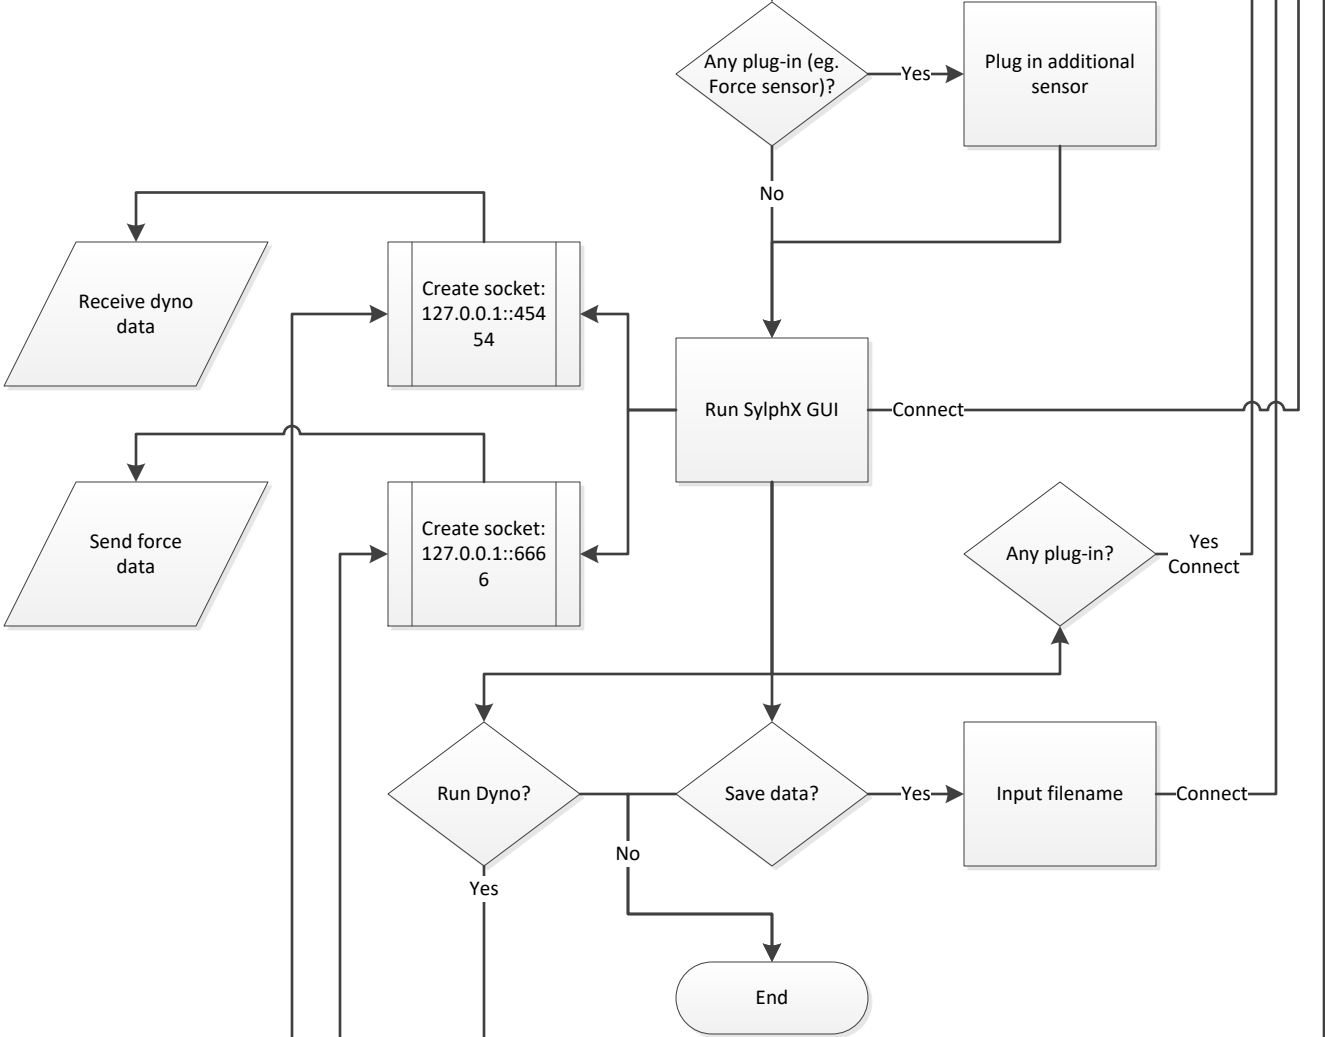 Any plug-in (eg.
Force sensor)?
Yes
Plug in additional
sensor
No
Receive dyno
data
Create socket:
127.0.0.1::454
54
Run SylphX GUI
Connect
Send force
data
Create socket:
127.0.0.1::666
6
Any plug-in?
Yes
Connect
Run Dyno?
Save data?
Yes
Input filename
Connect
No
Yes
End